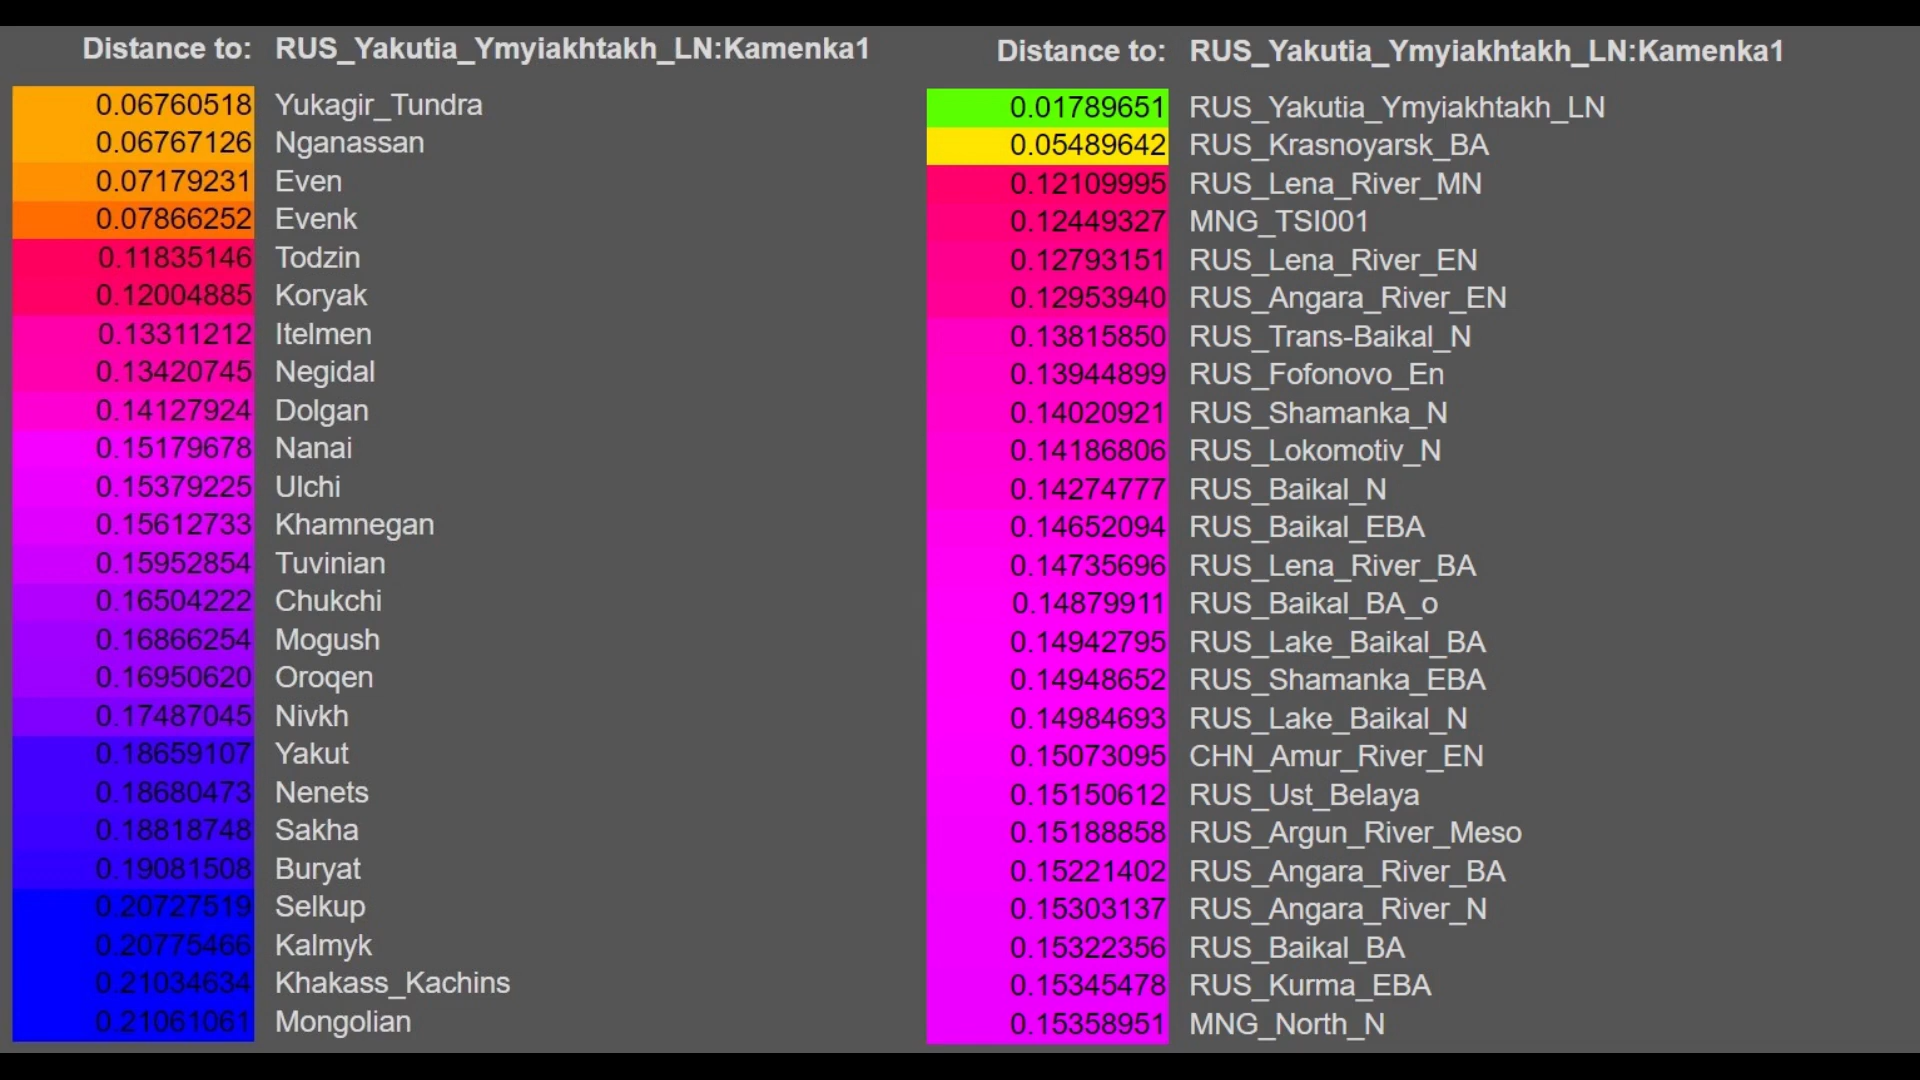 Distance to: RUS_Yakutia_Ymyiakhtakh_LN:Kamenka1
0.06760518 Yukagir_Tundra
0.06767126 Nganassan
0.07179231 Even
0.07866252 Evenk
0.11835146 Todzin
0.12004885 Koryak
0.13311212 Itelmen
0.13420745 Negidal
0.14127924 Dolgan
0.15179678 Nanai
0.15379225 Ulchi
0.15612733 Khamnegan
0.15952854 Tuvinian
0.16504222 Chukchi
0.16866254 Mogush
0.16950620 Oroqen
0.17487045 Nivkh
0.18659107 Yakut
0.18680473 Nenets
0.18818748 Sakha
0.19081508 Buryat
0.20727519 Selkup
0.20775466 Kalmyk
0.21034634 Khakass_Kachins
0.21061061 Mongolian
Distance to: RUS_Yakutia_Ymyiakhtakh_LN:Kamenka1
0.01789651 RUS_Yakutia_Ymyiakhtakh_LN
0.05489642 RUS_Krasnoyarsk_BA
0.12109995 RUS_Lena_River_MN
0.12449327 MNG_TSI001
0.12793151 RUS_Lena_River_EN
0.12953940 RUS_Angara_River_EN
0.13815850 RUS_Trans-Baikal_N
0.13944899 RUS_Fofonovo_En
0.14020921 RUS_Shamanka_N
0.14186806 RUS_Lokomotiv_N
0.14274777 RUS_Baikal_N
0.14652094 RUS_Baikal_EBA
0.14735696 RUS_Lena_River_BA
0.14879911 RUS_Baikal_BA_o
0.14942795 RUS_Lake_Baikal_BA
0.14948652 RUS_Shamanka_EBA
0.14984693 RUS_Lake_Baikal_N
0.15073095 CHN_Amur_River_EN
0.15150612 RUS_Ust_Belaya
0.15188858 RUS_Argun_River_Meso
0.15221402 RUS_Angara_River_BA
0.15303137 RUS_Angara_River_N
0.15322356 RUS_Baikal_BA
0.15345478 RUS_Kurma_EBA
0.15358951 MNG_North_N